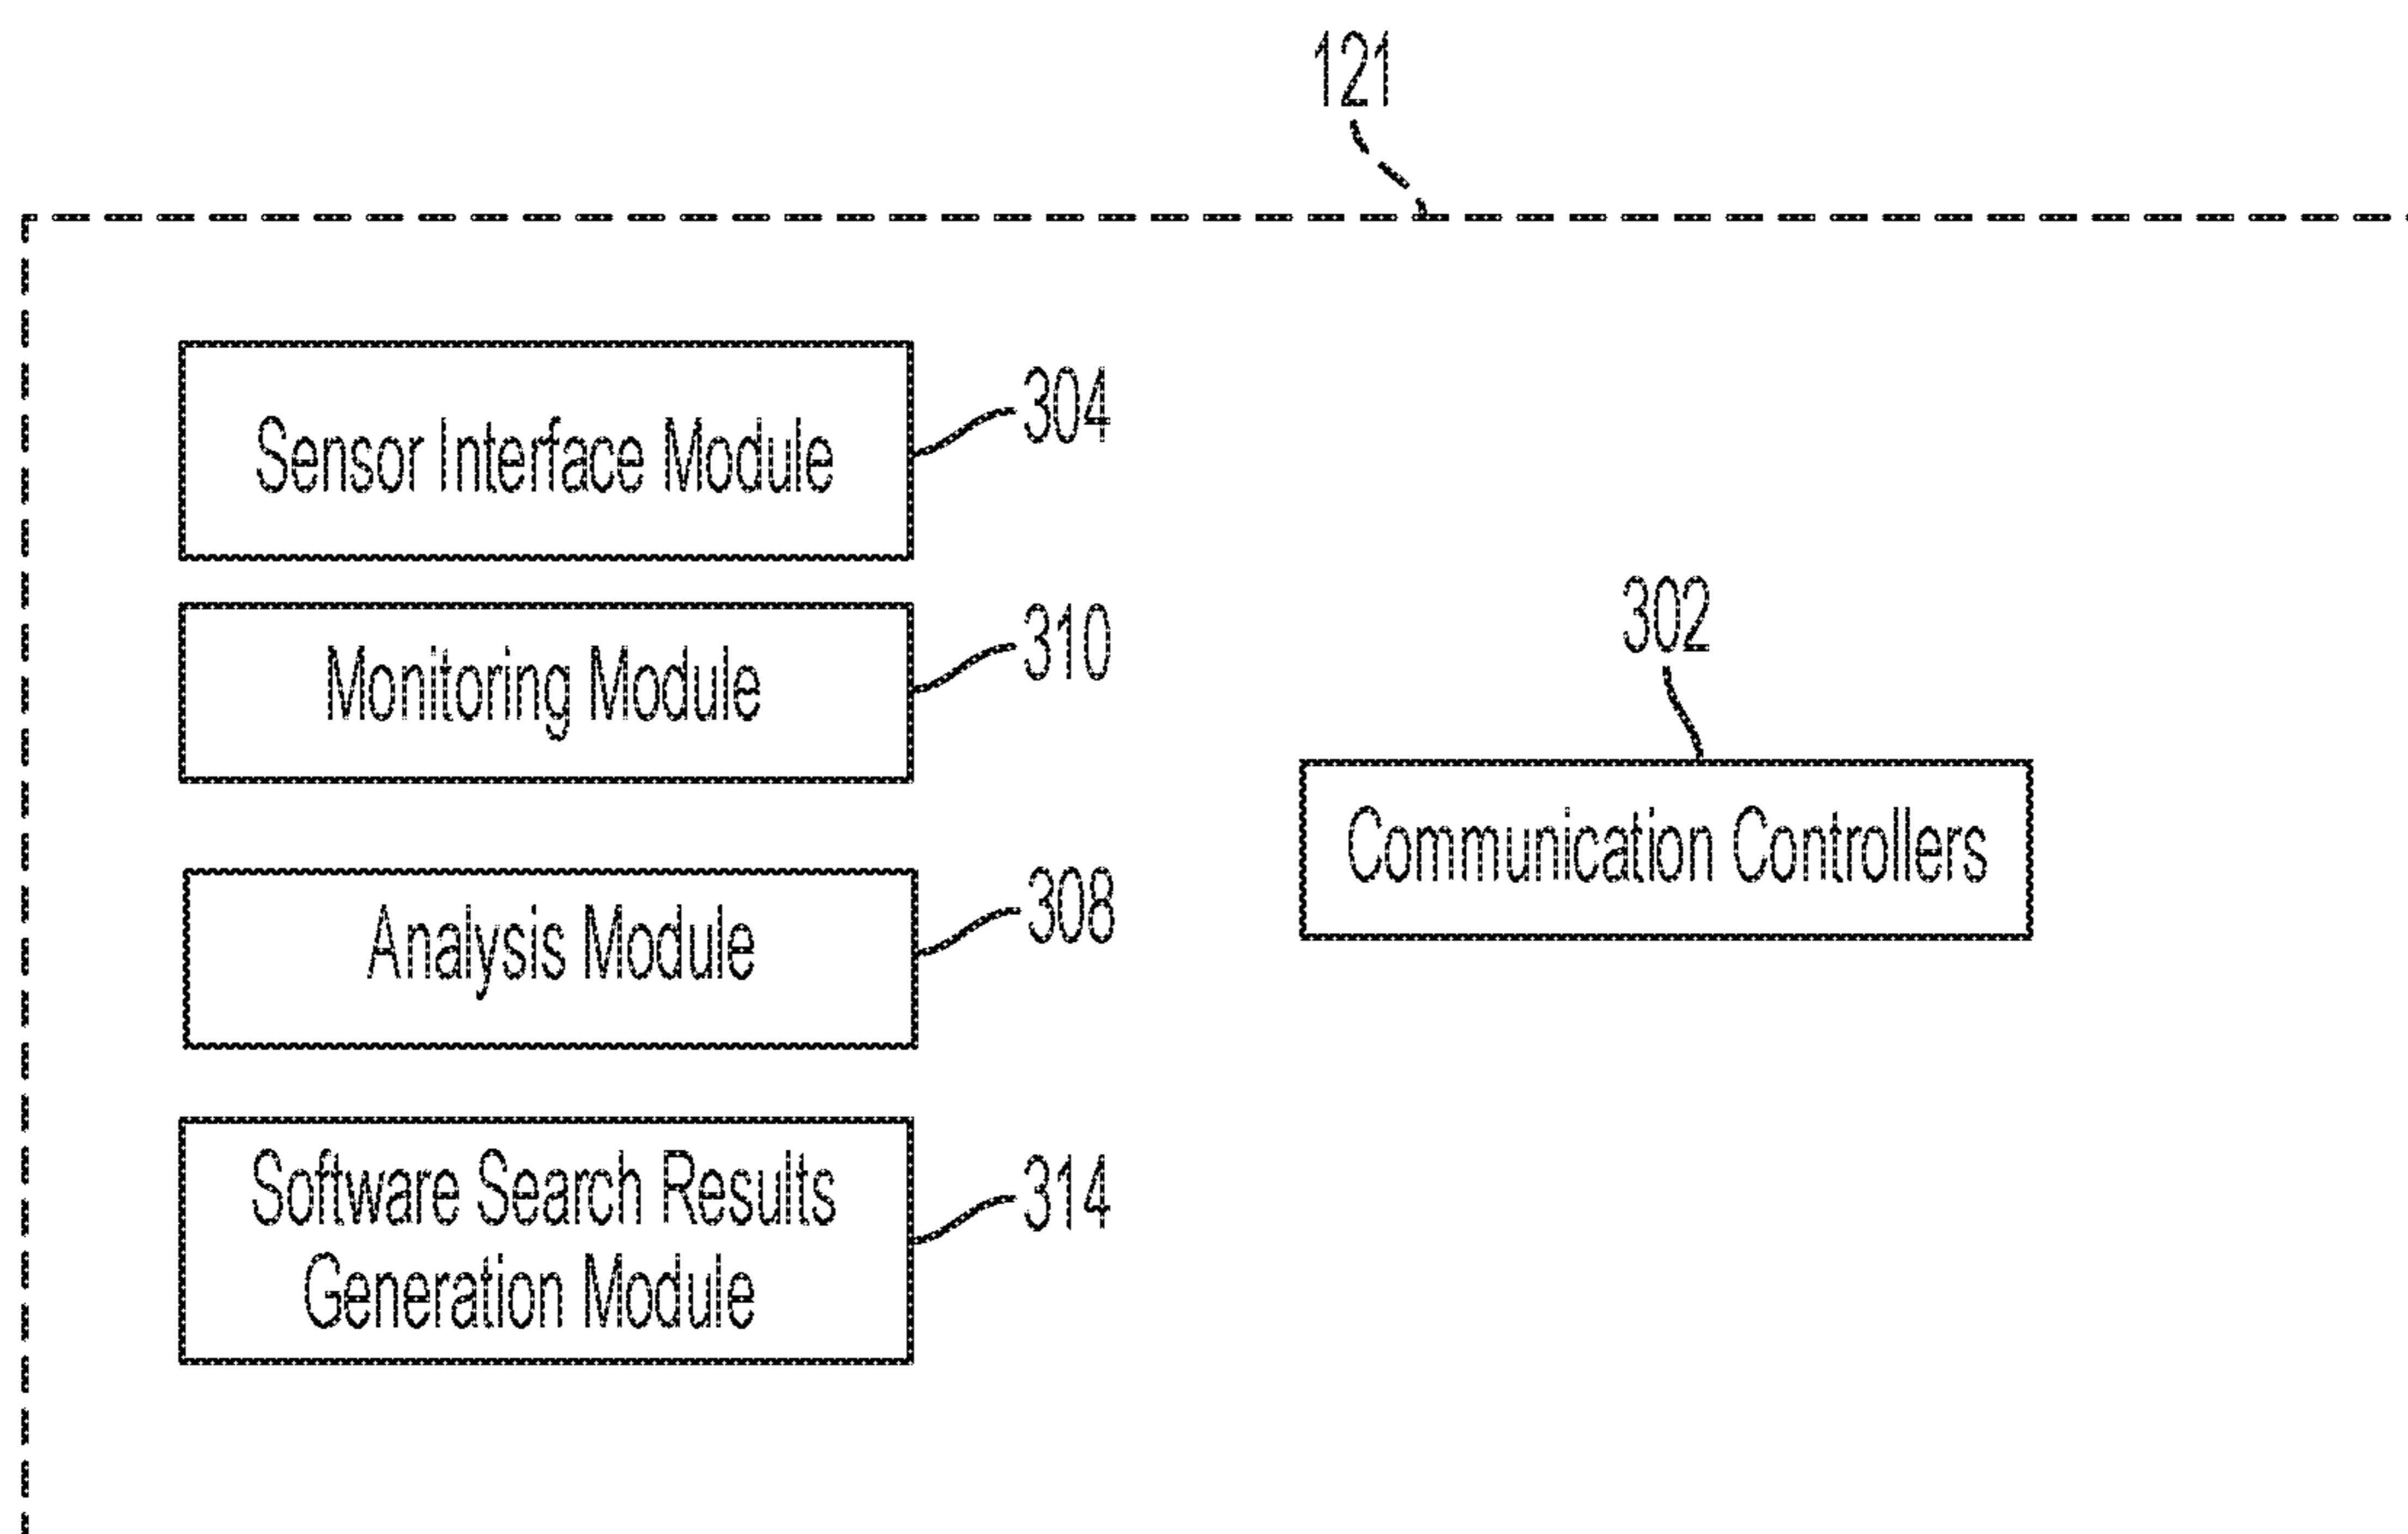 121
Sensor Interface Module
304
Monitoring Module
310
302
Communication Controllers
Analysis Module
308
Software Search Results
Generation Module
314